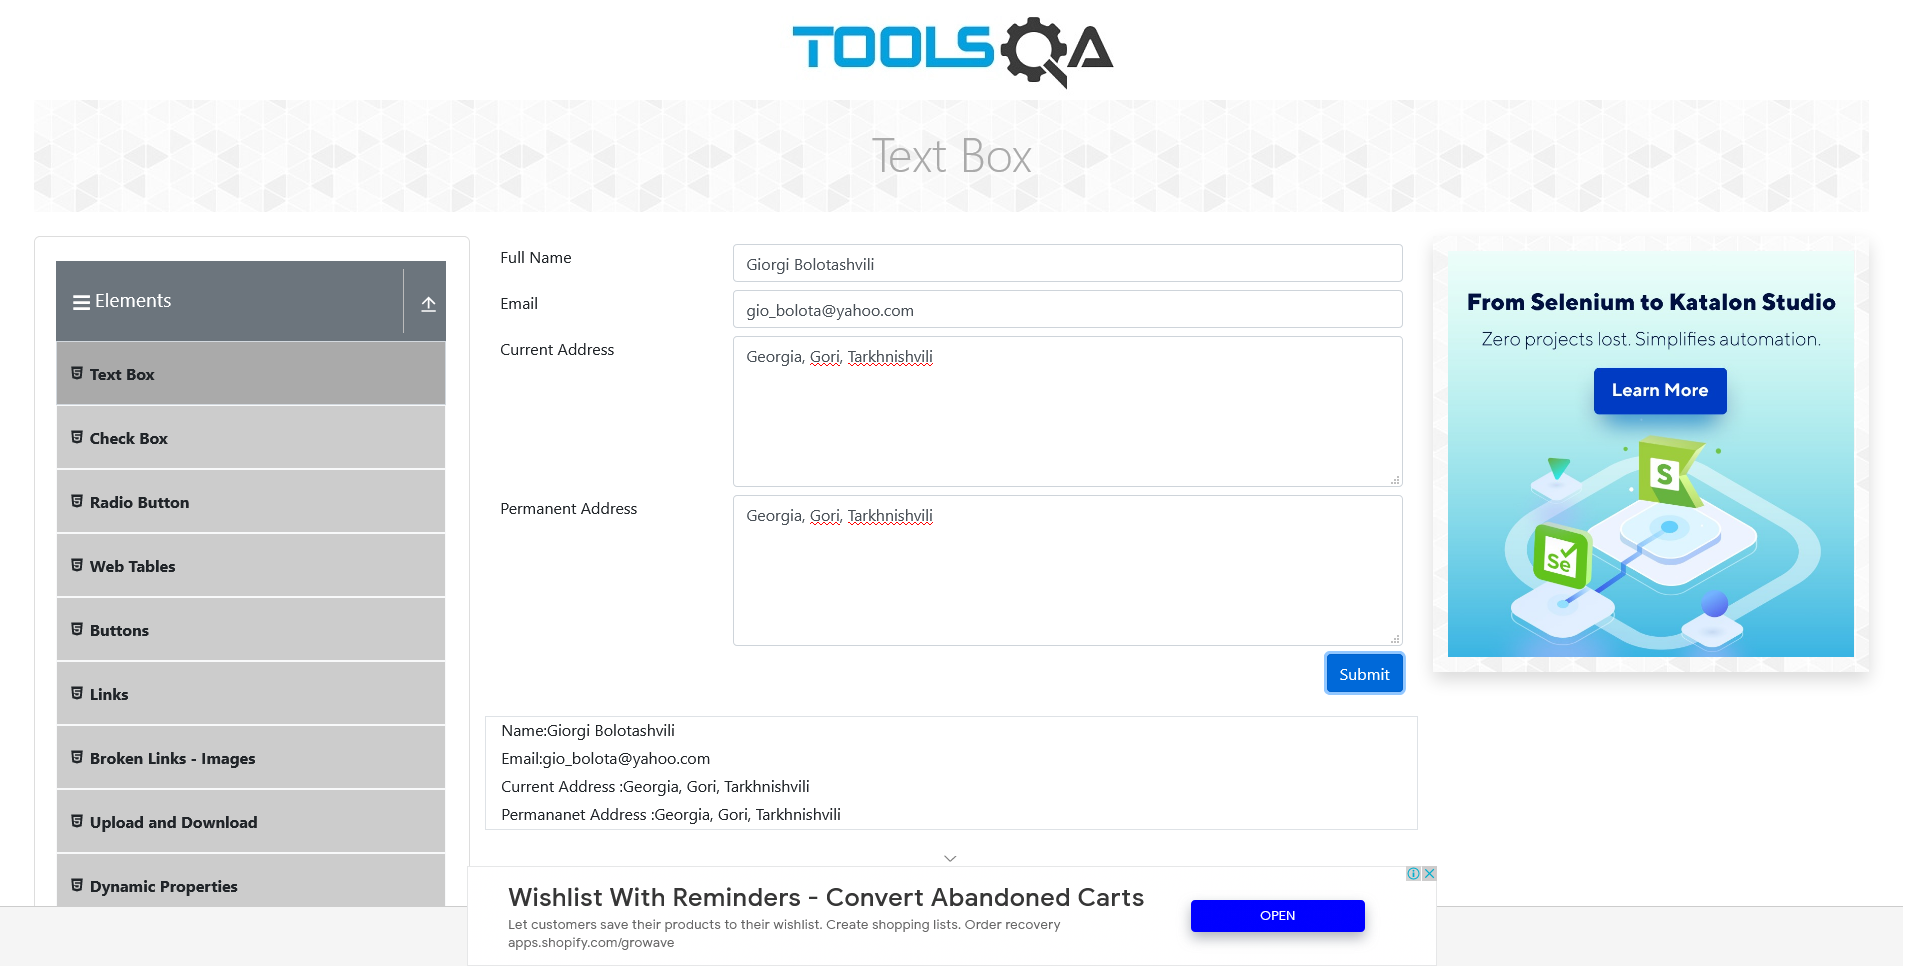 TOOLSQA
Text Box
Elements
Text Box
Check Box
Radio Button
Web Tables
Buttons
Links
Broken Links - Images
Upload and Download
Dynamic Properties
Full Name
Giorgi Bolotashvili
Email
gio_bolota@yahoo.com
Current Address
Georgia, Gori, Tarkhnishvili
Permanent Address
Georgia, Gori, Tarkhnishvili
Submit
Name:Giorgi Bolotashvili
Email:gio_bolota@yahoo.com
Current Address :Georgia, Gori, Tarkhnishvili
Permananet Address :Georgia, Gori, Tarkhnishvili
From Selenium to Katalon Studio
Zero projects lost. Simplifies automation.
Learn More
S
Se
Wishlist With Reminders - Convert Abandoned Carts
Let customers save their products to their wishlist. Create shopping lists. Order recovery
apps.shopify.com/growave
OPEN